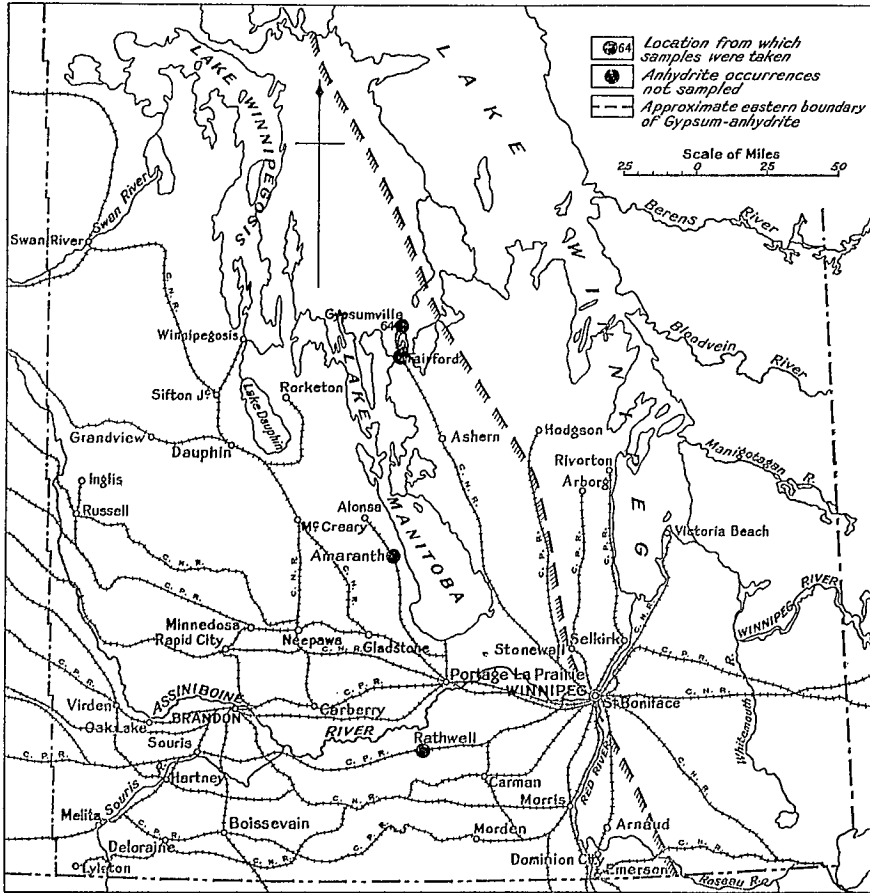 64 Location from which
samples were taken
Anhydrite occurrences
not sampled
Approximate eastern boundary
of Gypsum-anhydrite
Scale of Miles
25 0 25 50
LAKE WINNIPEGOSIS
LAKE WINNIPEG
Swan River
Swan River
C. N. R.
Berens River
Bloodvein River
Gypsumville
64
Fairford
Winnipegosis
LAKE MANITOBA
Sifton Jc.
Lake Dauphin
Rorketon
Grandview
Dauphin
Ashern
C. N. R.
Hodgson
Riverton
Arborg
Manigotagan R.
Inglis
Russell
Alonsa
McCreary
Amaranth
C. N. R.
C. N. R.
C. P. R.
C. P. R.
Victoria Beach
C. N. R.
C. P. R.
WINNIPEG RIVER
Minnedosa
Rapid City
Neepawa
Gladstone
C. N. R.
Stonewall
Selkirk
C. N. R.
C. P. R.
Portage La Prairie
WINNIPEG
St. Boniface
C. N. R.
C. P. R.
Virden
ASSINIBOINE RIVER
Oak Lake
BRANDON
Carberry
C. P. R.
Whitemouth R.
Souris
Rathwell
C. P. R.
C. P. R.
Hartney
Carman
RED RIVER
C. N. R.
Souris R.
C. N. R.
Morris
Melita
Boissevain
Morden
Arnaud
Deloraine
C. P. R.
Lyleton
C. N. R.
Dominion City
Emerson
C. N. R.
Roseau R.